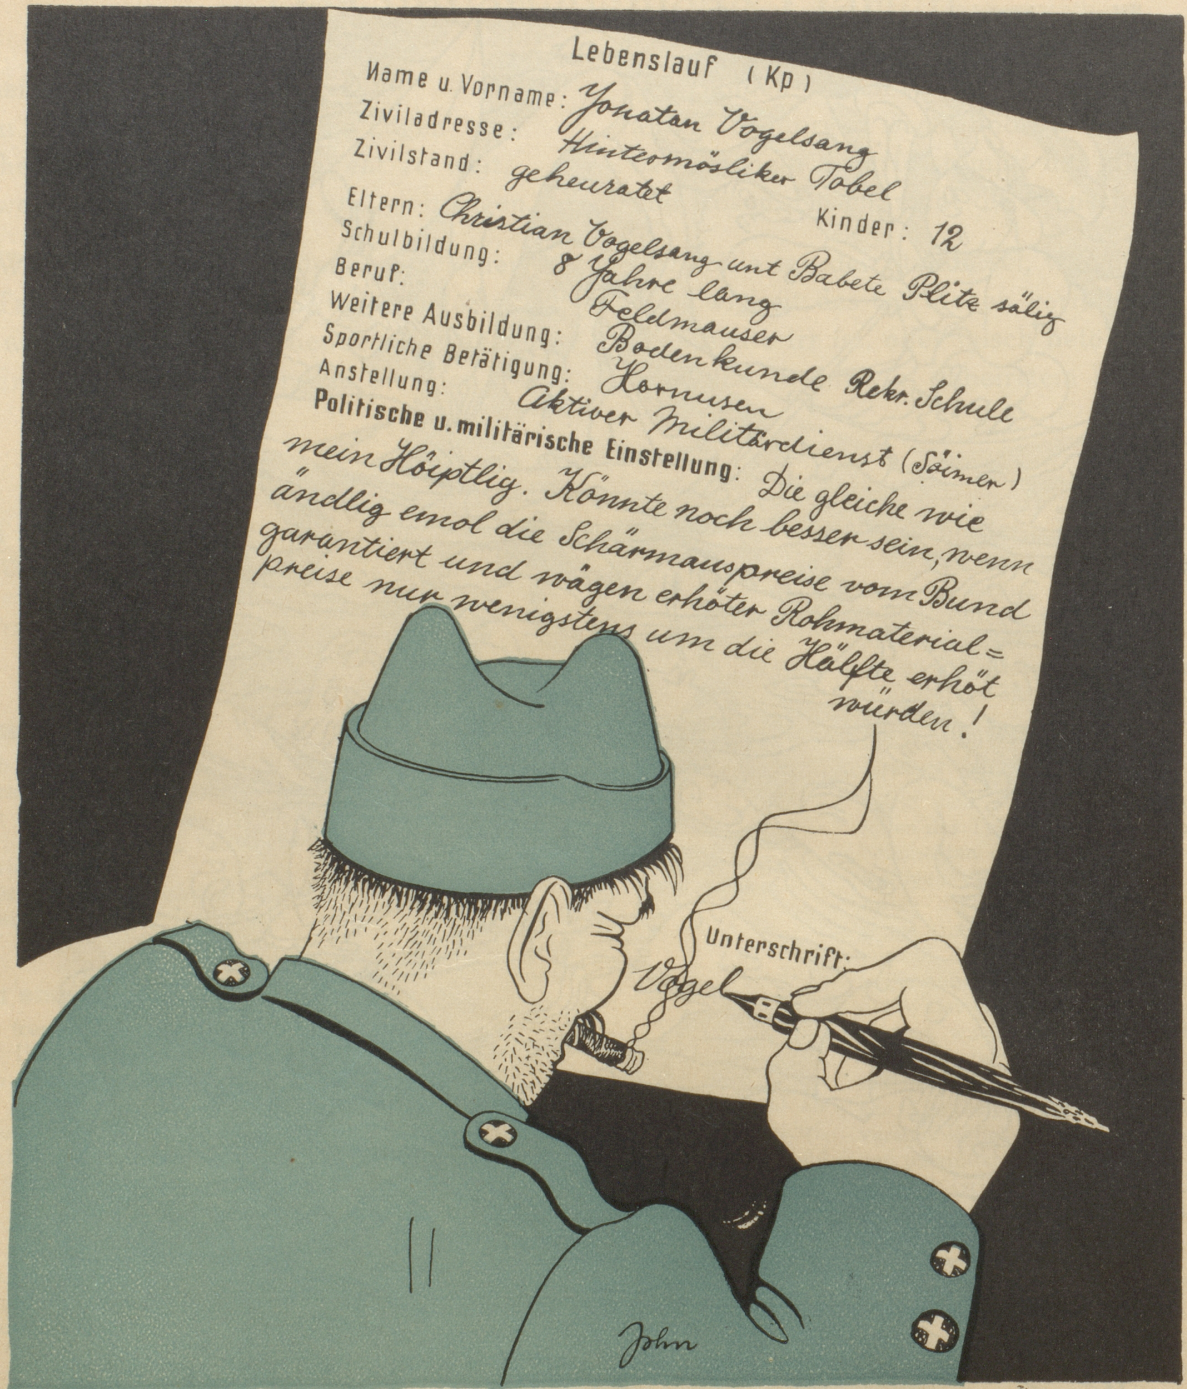 Lebenslauf (Kp)
Name u. Vorname: Yonatan Vogelsang
Ziviladresse: Hintermösliker Tobel
Zivilstand: geheuratet Kinder: 12
Eltern: Christian Vogelsang unt Babete Plitz sälig
Schulbildung: 8 Yahre lang
Beruf: Feldmauser
Weitere Ausbildung: Bodenkunde Rekr. Schule
Sportliche Betätigung: Hornusen
Anstellung: Aktiver Militärdienst (Söimer)
Politische u. militärische Einstellung: Die gleiche wie
mein Höiptlig. Könnte noch besser sein, wenn
ändlig emol die Schärmauspreise vom Bund
garantiert und wägen erhöter Rohmaterial=
preise nur wenigstens um die Hälfte erhöt
würden!
Unterschrift:
Vogel
John